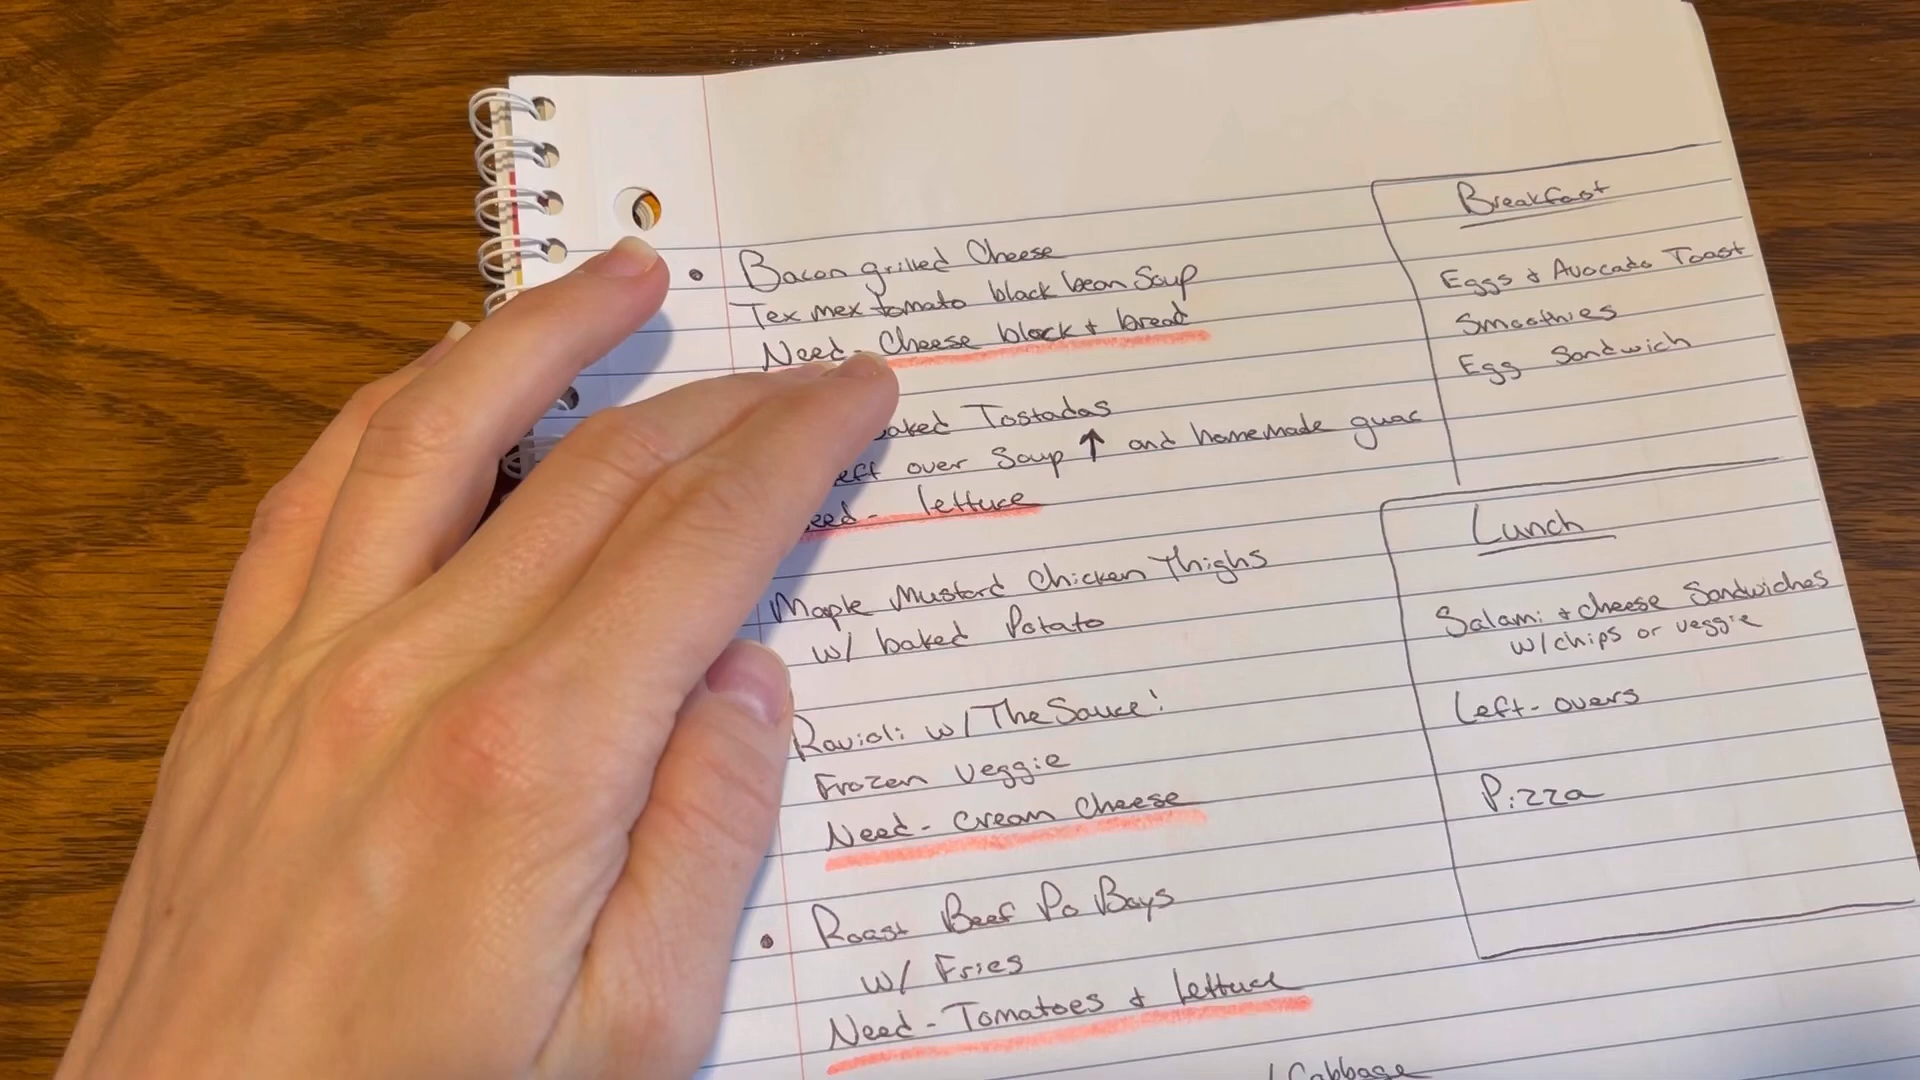 Bacon grilled Cheese
Tex mex tomato black bean Soup
Need - Cheese block & bread
aked Tostadas
eft over Soup ↑ and homemade guac
eed - lettuce
Maple Mustard Chicken Thighs
w/ baked Potato
Ravioli w/ The Sauce!
Frozen Veggie
Need - Cream Cheese
Roast Beef Po Boys
w/ Fries
Need - Tomatoes & lettuce
Cabbage
Breakfast
Eggs & Avocado Toast
Smoothies
Egg Sandwich
Lunch
Salami & cheese Sandwiches
w/ chips or veggie
Left-overs
Pizza